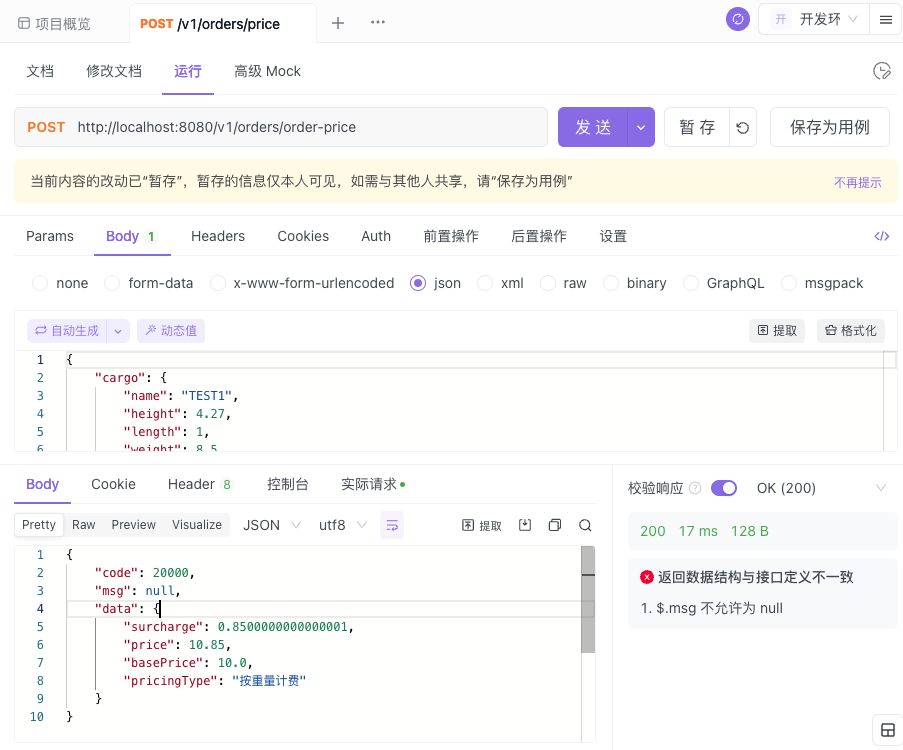 项目概览 POST /v1/orders/price + ··· 开 开发环
文档 修改文档 运行 高级 Mock
POST http://localhost:8080/v1/orders/order-price 发 送 暂 存 保存为用例
当前内容的改动已“暂存”，暂存的信息仅本人可见，如需与其他人共享，请“保存为用例” 不再提示
Params Body 1 Headers Cookies Auth 前置操作 后置操作 设置 </>
none form-data x-www-form-urlencoded json xml raw binary GraphQL msgpack
自动生成 动态值 提取 格式化
1 {
2 "cargo": {
3 "name": "TEST1",
4 "height": 4.27,
5 "length": 1,
6 "weight": 8.5
Body Cookie Header 8 控制台 实际请求
Pretty Raw Preview Visualize JSON utf8 提取
1 {
2 "code": 20000,
3 "msg": null,
4 "data": {
5 "surcharge": 0.8500000000000001,
6 "price": 10.85,
7 "basePrice": 10.0,
8 "pricingType": "按重量计费"
9 }
10 }
校验响应 ? OK (200)
200 17 ms 128 B
返回数据结构与接口定义不一致
1. $.msg 不允许为 null